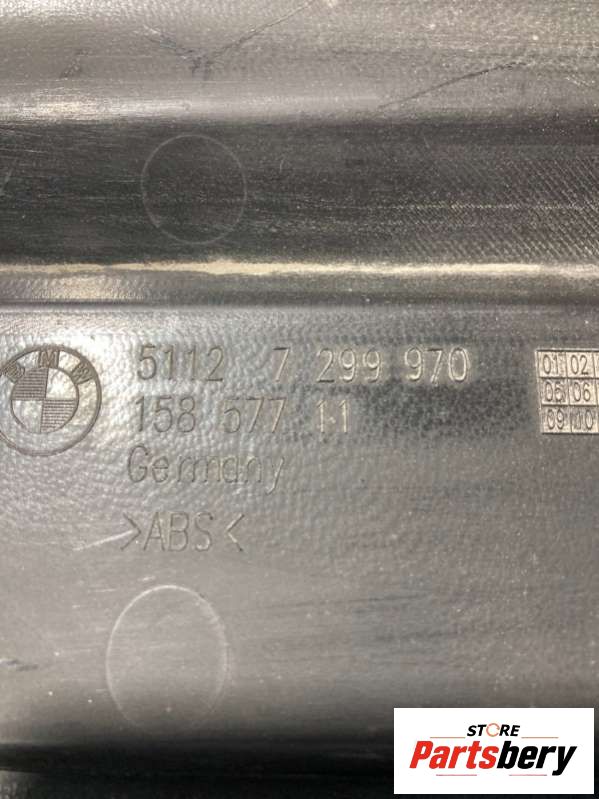 BMW
5112 7 299 970
158 577 11
Germany
>ABS<
01 02
05 06
09 10
STORE
Partsbery